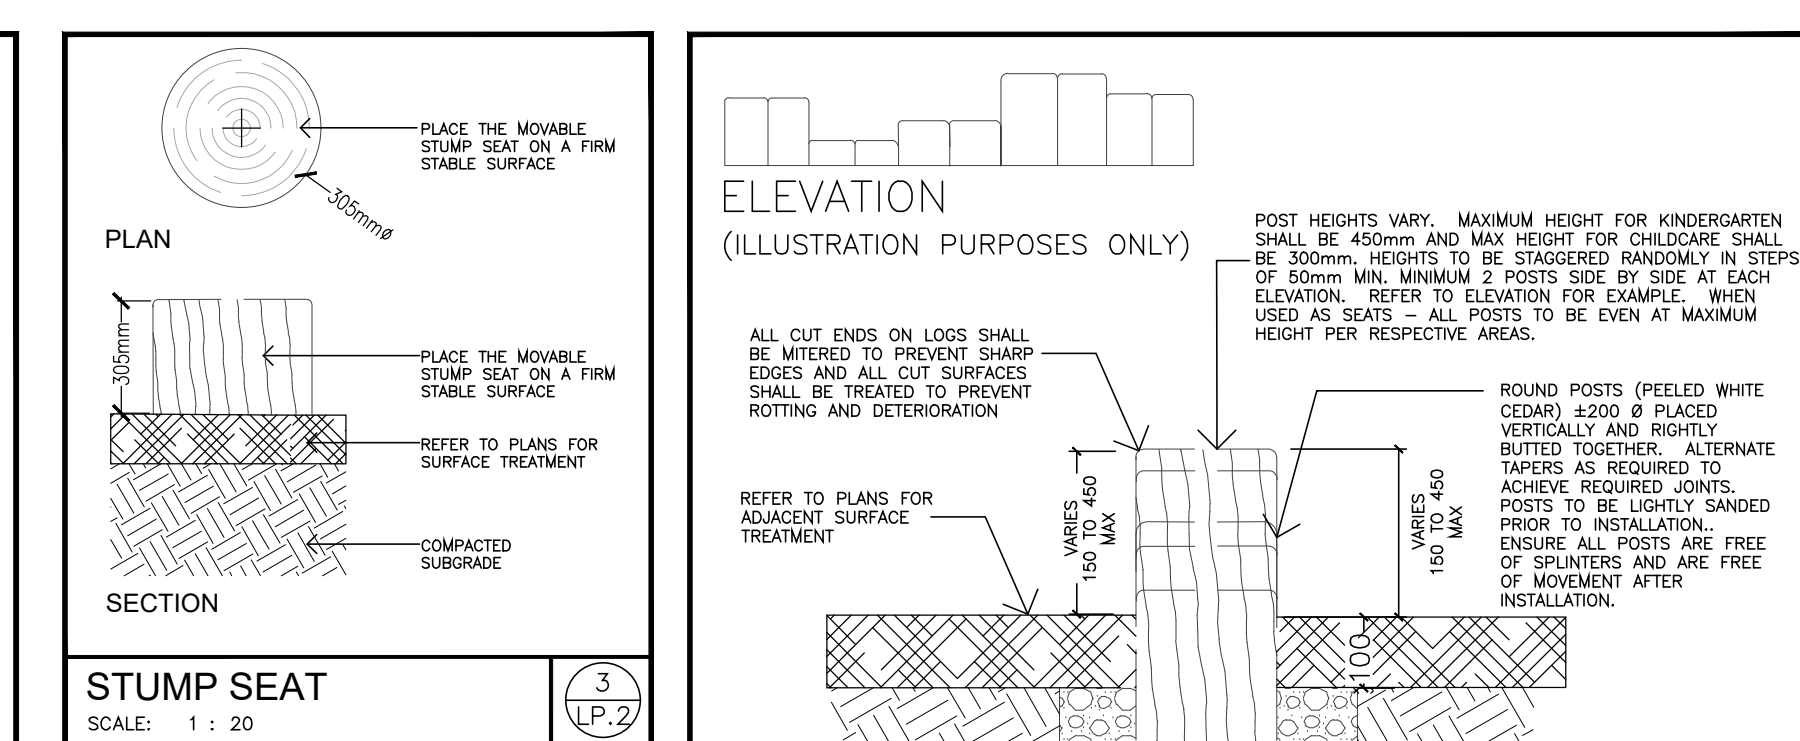 PLACE THE MOVABLE
STUMP SEAT ON A FIRM
STABLE SURFACE
305mmø
PLAN
305mm
PLACE THE MOVABLE
STUMP SEAT ON A FIRM
STABLE SURFACE
REFER TO PLANS FOR
SURFACE TREATMENT
COMPACTED
SUBGRADE
SECTION
STUMP SEAT
SCALE: 1 : 20
3
LP.2
ELEVATION
(ILLUSTRATION PURPOSES ONLY)
POST HEIGHTS VARY. MAXIMUM HEIGHT FOR KINDERGARTEN
SHALL BE 450mm AND MAX HEIGHT FOR CHILDCARE SHALL
BE 300mm. HEIGHTS TO BE STAGGERED RANDOMLY IN STEPS
OF 50mm MIN. MINIMUM 2 POSTS SIDE BY SIDE AT EACH
ELEVATION. REFER TO ELEVATION FOR EXAMPLE. WHEN
USED AS SEATS – ALL POSTS TO BE EVEN AT MAXIMUM
HEIGHT PER RESPECTIVE AREAS.
ALL CUT ENDS ON LOGS SHALL
BE MITERED TO PREVENT SHARP
EDGES AND ALL CUT SURFACES
SHALL BE TREATED TO PREVENT
ROTTING AND DETERIORATION
REFER TO PLANS FOR
ADJACENT SURFACE
TREATMENT
VARIES
150 TO 450
MAX
VARIES
150 TO 450
MAX
ROUND POSTS (PEELED WHITE
CEDAR) ±200 Ø PLACED
VERTICALLY AND RIGHTLY
BUTTED TOGETHER. ALTERNATE
TAPERS AS REQUIRED TO
ACHIEVE REQUIRED JOINTS.
POSTS TO BE LIGHTLY SANDED
PRIOR TO INSTALLATION..
ENSURE ALL POSTS ARE FREE
OF SPLINTERS AND ARE FREE
OF MOVEMENT AFTER
INSTALLATION.
100